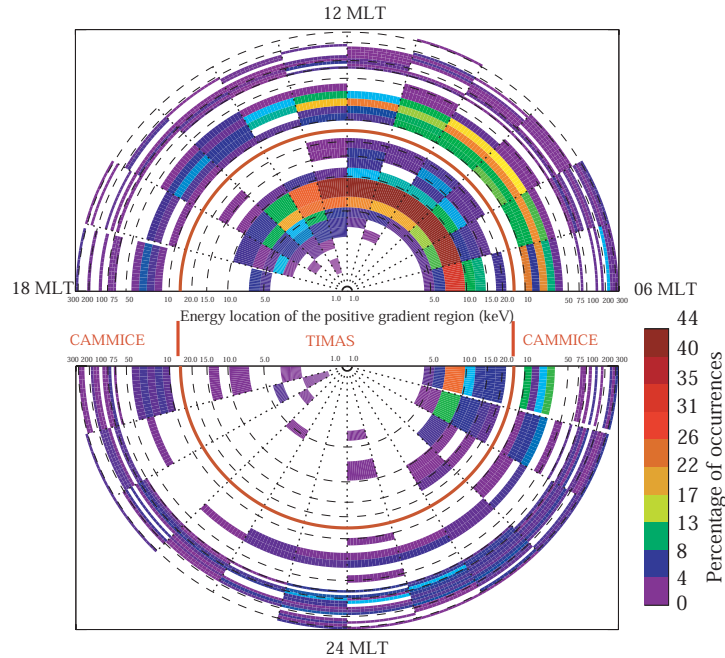 12 MLT
18 MLT
06 MLT
300 200 100 75 50 10 20.0 15.0 10.0 5.0 1.0 1.0 5.0 10.0 15.0 20.0 10 50 75 100 200 300
Energy location of the positive gradient region (keV)
CAMMICE
TIMAS
CAMMICE
300 200 100 75 50 10 20.0 15.0 10.0 5.0 1.0 1.0 5.0 10.0 15.0 20.0 10 50 75 100 200 300
24 MLT
44
40
35
31
26
22
17
13
8
4
0
Percentage of occurrences